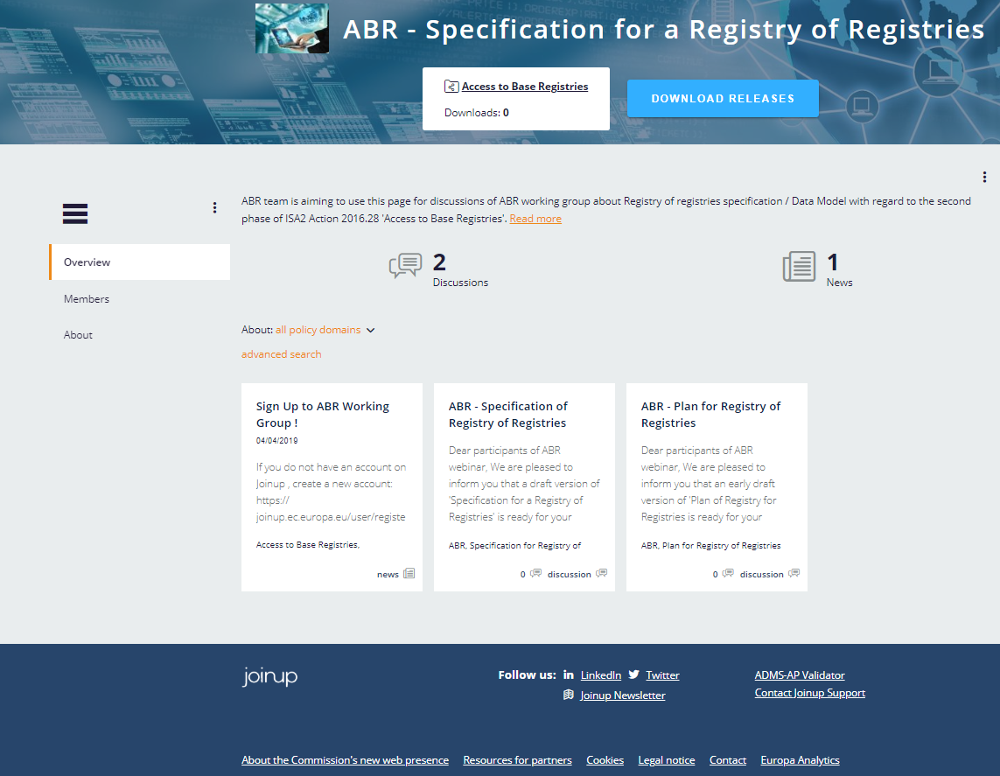 ABR - Specification for a Registry of Registries
Access to Base Registries
Downloads: 0
DOWNLOAD RELEASES
ABR team is aiming to use this page for discussions of ABR working group about Registry of registries specification / Data Model with regard to the second
phase of ISA2 Action 2016.28 'Access to Base Registries'. Read more
Overview
Members
About
2
Discussions
1
News
About: all policy domains
advanced search
Sign Up to ABR Working
Group !
04/04/2019
If you do not have an account on
Joinup , create a new account:
https://
joinup.ec.europa.eu/user/registe
Access to Base Registries,
news
ABR - Specification of
Registry of Registries
Dear participants of ABR
webinar, We are pleased to
inform you that a draft version of
'Specification for a Registry of
Registries' is ready for your
ABR, Specification for Registry of
0 discussion
ABR - Plan for Registry of
Registries
Dear participants of ABR
webinar, We are pleased to
inform you that an early draft
version of 'Plan of Registry for
Registries is ready for your
ABR, Plan for Registry of Registries
0 discussion
joinup
Follow us: LinkedIn Twitter
Joinup Newsletter
ADMS-AP Validator
Contact Joinup Support
About the Commission's new web presence Resources for partners Cookies Legal notice Contact Europa Analytics